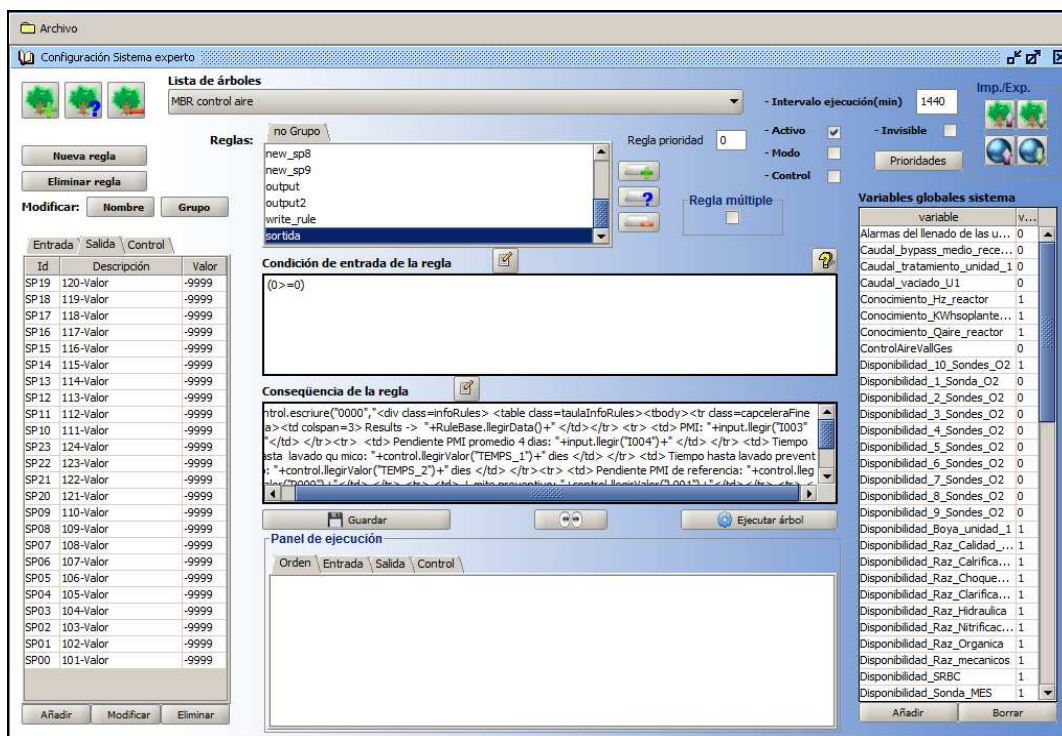 Archivo
Configuración Sistema experto
Lista de árboles
MBR control aire
- Intervalo ejecución(min) 1440
Imp./Exp.
Reglas:
no Grupo
new_sp8
new_sp9
output
output2
write_rule
sortida
Regla prioridad 0
- Activo
- Modo
- Control
- Invisible
Prioridades
Regla múltiple
Nueva regla
Eliminar regla
Modificar: Nombre Grupo
Entrada Salida Control
Id Descripción Valor
SP19 120-Valor -9999
SP18 119-Valor -9999
SP17 118-Valor -9999
SP16 117-Valor -9999
SP15 116-Valor -9999
SP14 115-Valor -9999
SP13 114-Valor -9999
SP12 113-Valor -9999
SP11 112-Valor -9999
SP10 111-Valor -9999
SP23 124-Valor -9999
SP22 123-Valor -9999
SP21 122-Valor -9999
SP20 121-Valor -9999
SP09 110-Valor -9999
SP08 109-Valor -9999
SP07 108-Valor -9999
SP06 107-Valor -9999
SP05 106-Valor -9999
SP04 105-Valor -9999
SP03 104-Valor -9999
SP02 103-Valor -9999
SP01 102-Valor -9999
SP00 101-Valor -9999
Añadir Modificar Eliminar
Condición de entrada de la regla
(0>=0)
Conseqüencia de la regla
ntrol.escriure("0000","<div class=infoRules> <table class=taulaInfoRules><tbody><tr class=capceleraFine
a><td colspan=3> Results -> "+RuleBase.llegirData()+" </td></tr> <tr> <td> PMI: "+input.llegir("I003"
"</td> </tr><tr> <td> Pendiente PMI promedio 4 dias: "+input.llegir("I004")+" </td> </tr> <td> Tiempo
asta lavado qu mico: "+control.llegirValor("TEMPS_1")+" dies </td> </tr> <td> Tiempo hasta lavado prevent
: "+control.llegirValor("TEMPS_2")+" dies </td> </tr><tr> <td> Pendiente PMI de referencia: "+control.lleg
Guardar
Ejecutar árbol
Panel de ejecución
Orden Entrada Salida Control
Variables globales sistema
variable v...
Alarmas del llenado de las u... 0
Caudal_bypass_medio_rece... 0
Caudal_tratamiento_unidad_1 0
Caudal_vaciado_U1 0
Conocimiento_Hz_reactor 1
Conocimiento_KWhsoplante... 1
Conocimiento_Qaire_reactor 1
ControlAireVallGes 0
Disponibilidad_10_Sondes_O2 1
Disponibilidad_1_Sonda_O2 0
Disponibilidad_2_Sondes_O2 0
Disponibilidad_3_Sondes_O2 0
Disponibilidad_4_Sondes_O2 0
Disponibilidad_5_Sondes_O2 0
Disponibilidad_6_Sondes_O2 0
Disponibilidad_7_Sondes_O2 0
Disponibilidad_8_Sondes_O2 0
Disponibilidad_9_Sondes_O2 0
Disponibilidad_Boya_unidad_1 1
Disponibilidad_Raz_Calidad_... 1
Disponibilidad_Raz_Calrifica... 1
Disponibilidad_Raz_Choque... 1
Disponibilidad_Raz_Clarifica... 1
Disponibilidad_Raz_Hidraulica 1
Disponibilidad_Raz_Nitrificac... 1
Disponibilidad_Raz_Organica 1
Disponibilidad_Raz_mecanicos 1
Disponibilidad_SRBC 1
Disponibilidad_Sonda_MES 1
Añadir Borrar